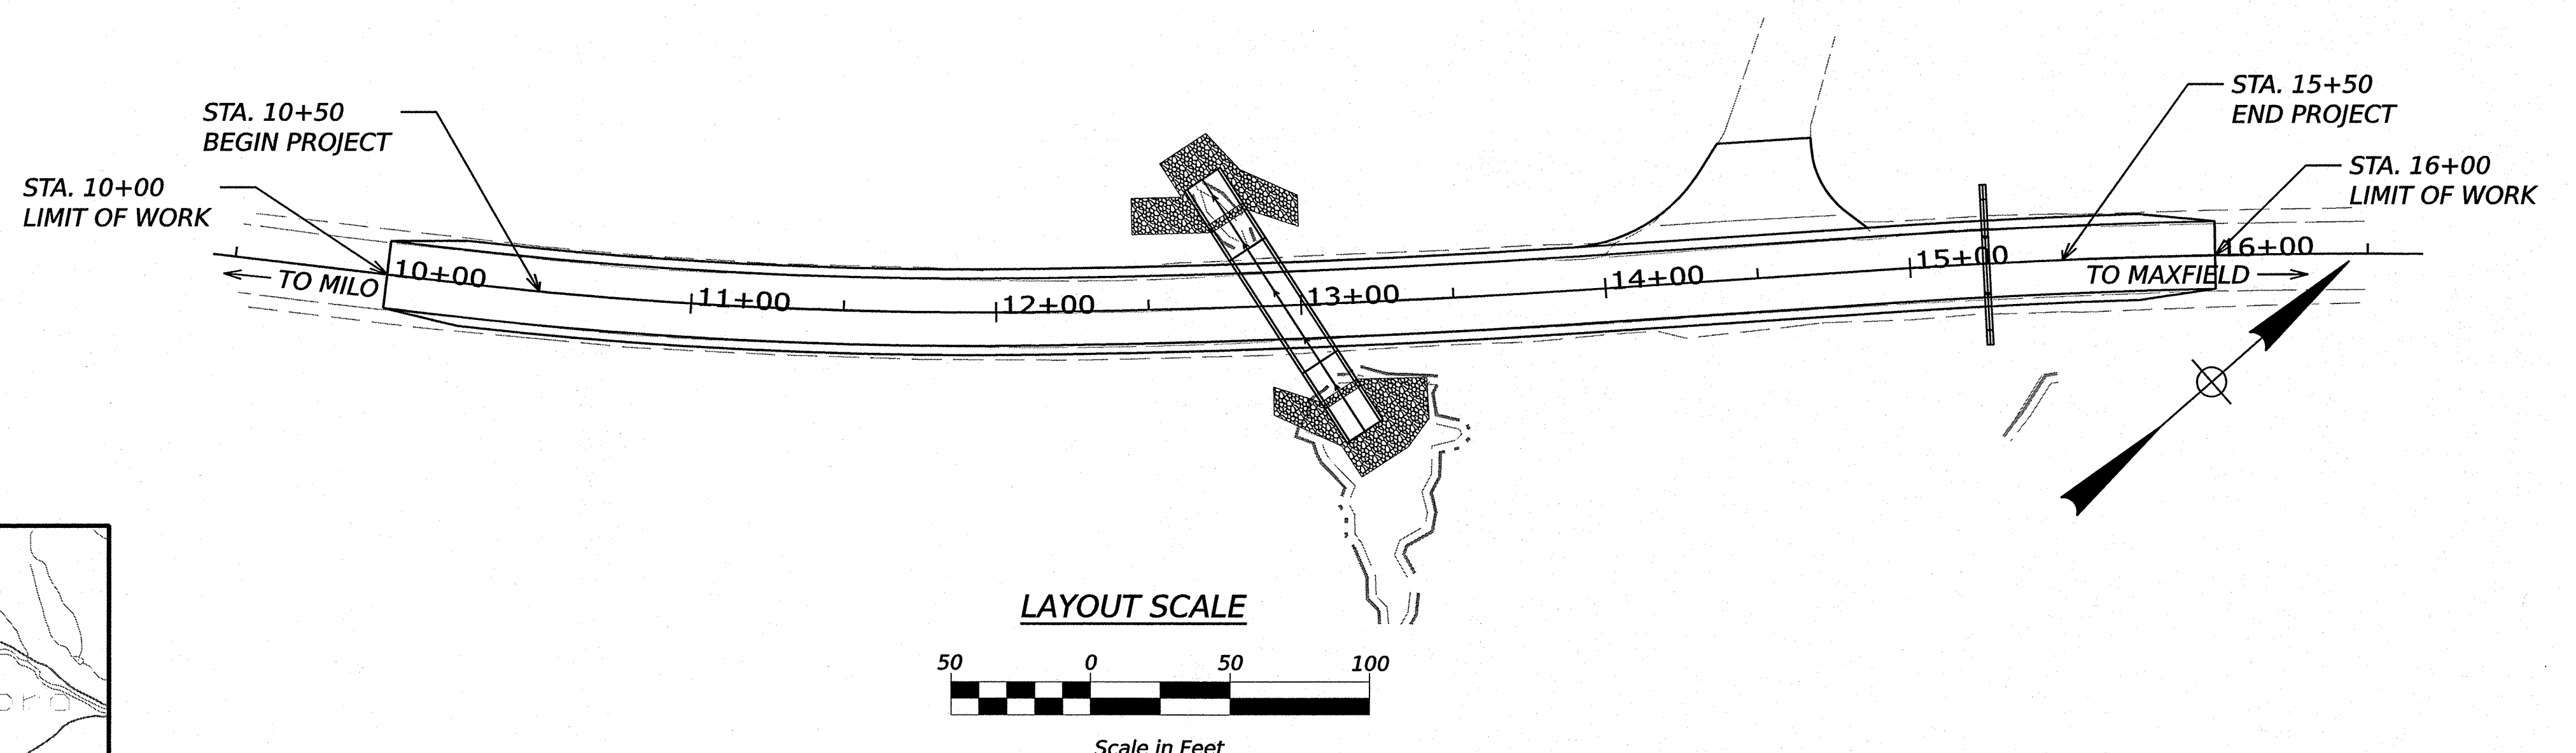 STA. 10+50
BEGIN PROJECT
STA. 10+00
LIMIT OF WORK
STA. 15+50
END PROJECT
STA. 16+00
LIMIT OF WORK
TO MILO
10+00
11+00
12+00
13+00
14+00
15+00
16+00
TO MAXFIELD
LAYOUT SCALE
50 0 50 100
Scale in Feet